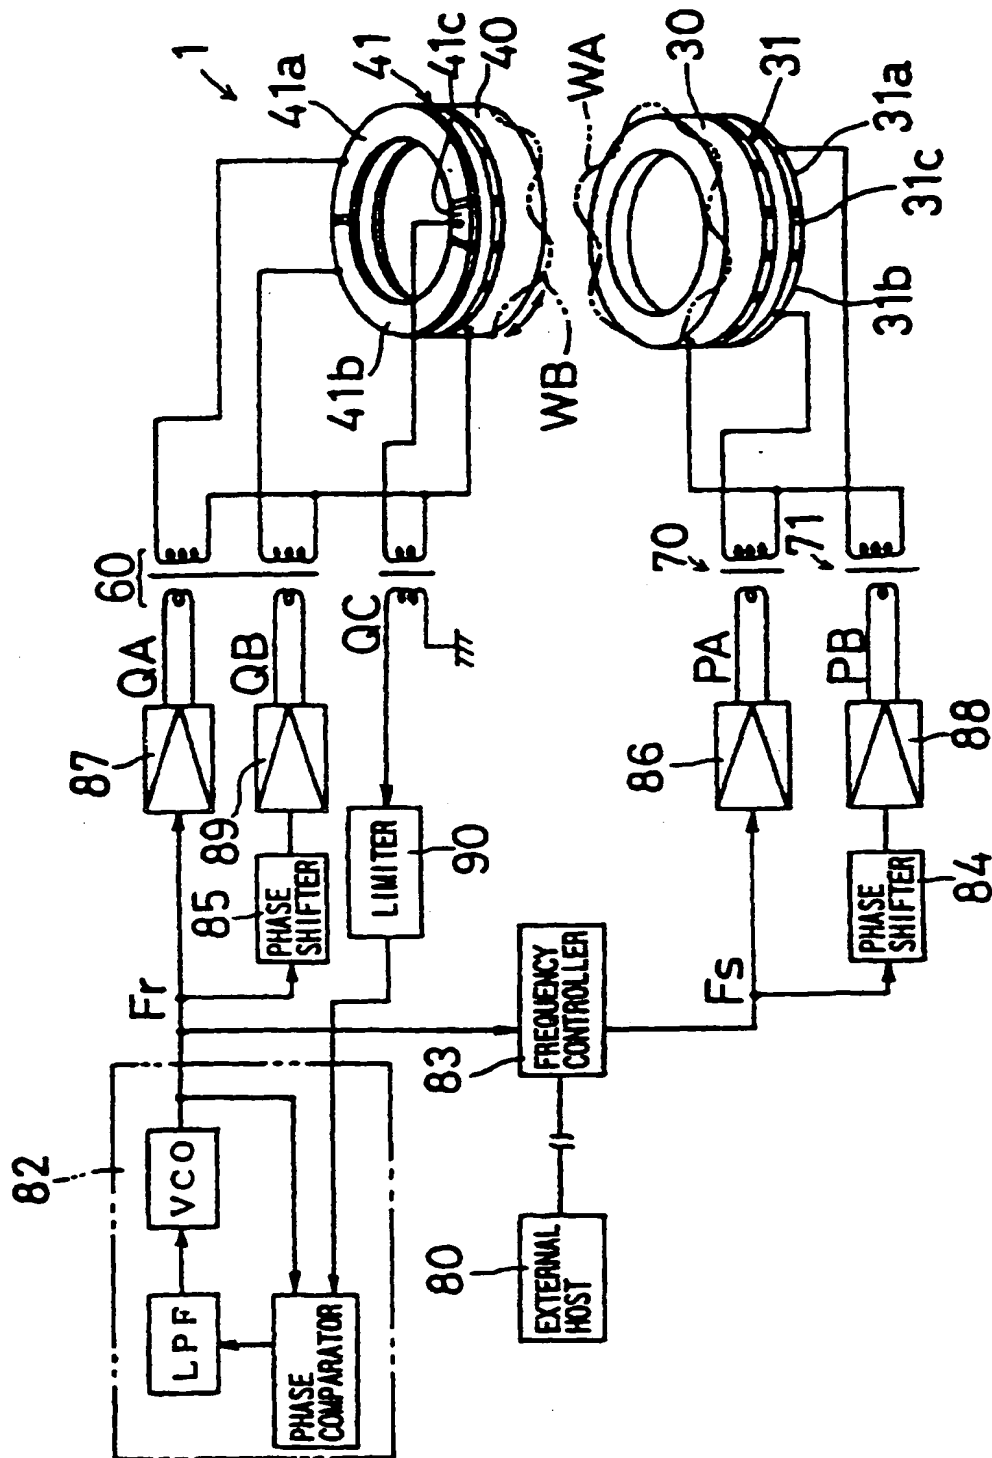 1
41a
41
41c
40
41b
WB
WA
30
31
31a
31c
31b
60
QA
QB
QC
70
71
PA
PB
87
89
86
88
85
PHASE
SHIFTER
LIMITER
90
PHASE
SHIFTER
84
Fr
Fs
83
FREQUENCY
CONTROLLER
82
VCO
LPF
PHASE
COMPARATOR
80
EXTERNAL
HOST